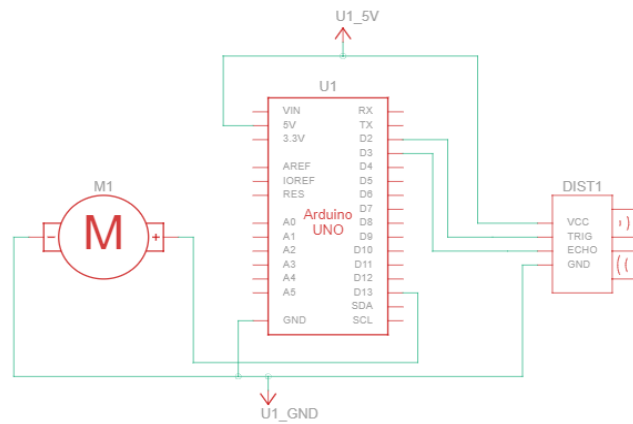 U1_5V
U1
VIN
5V
3.3V
AREF
IOREF
RES
A0
A1
A2
A3
A4
A5
GND
Arduino
UNO
RX
TX
D2
D3
D4
D5
D6
D7
D8
D9
D10
D11
D12
D13
SDA
SCL
M1
-
M
+
DIST1
VCC
TRIG
ECHO
GND
U1_GND